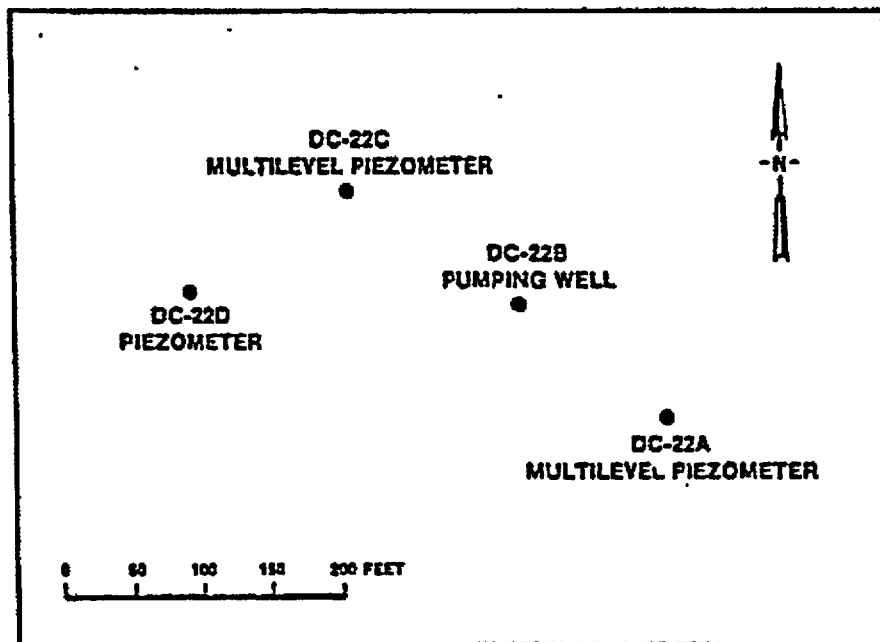 DC-22C
MULTILEVEL PIEZOMETER
-N-
DC-22B
PUMPING WELL
DC-22D
PIEZOMETER
DC-22A
MULTILEVEL PIEZOMETER
0 50 100 150 200 FEET